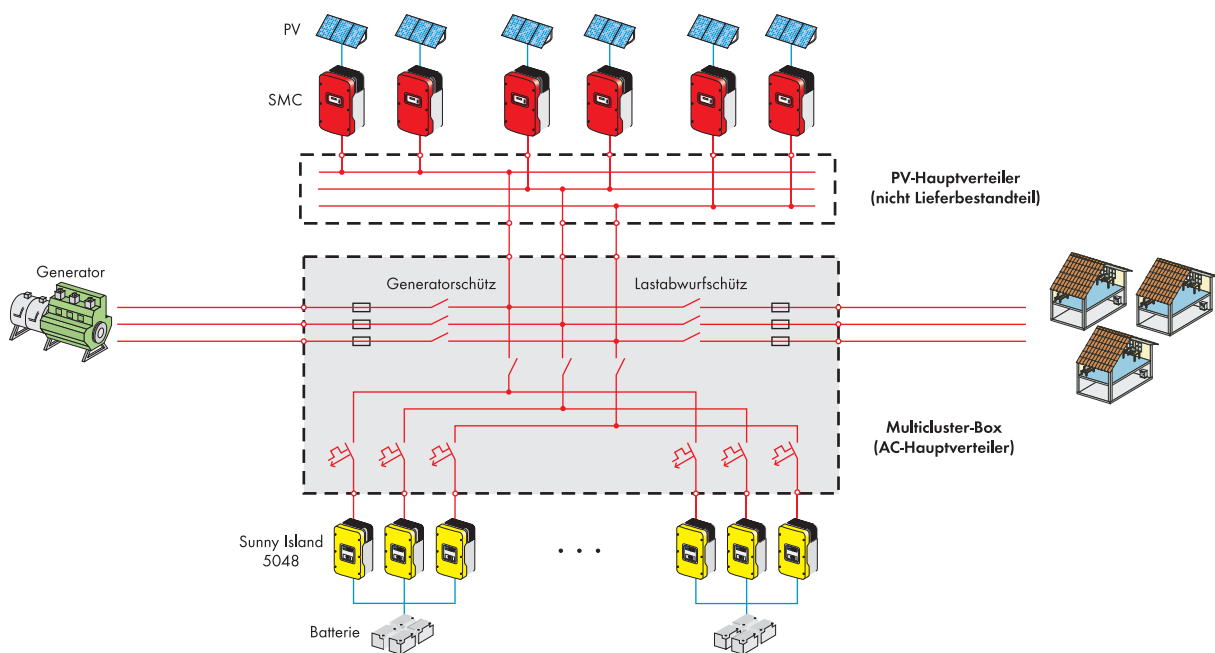 PV
SMC
PV-Hauptverteiler
(nicht Lieferbestandteil)
Generator
Generatorschütz
Lastabwurfschütz
Multicluster-Box
(AC-Hauptverteiler)
Sunny Island
5048
. . .
Batterie